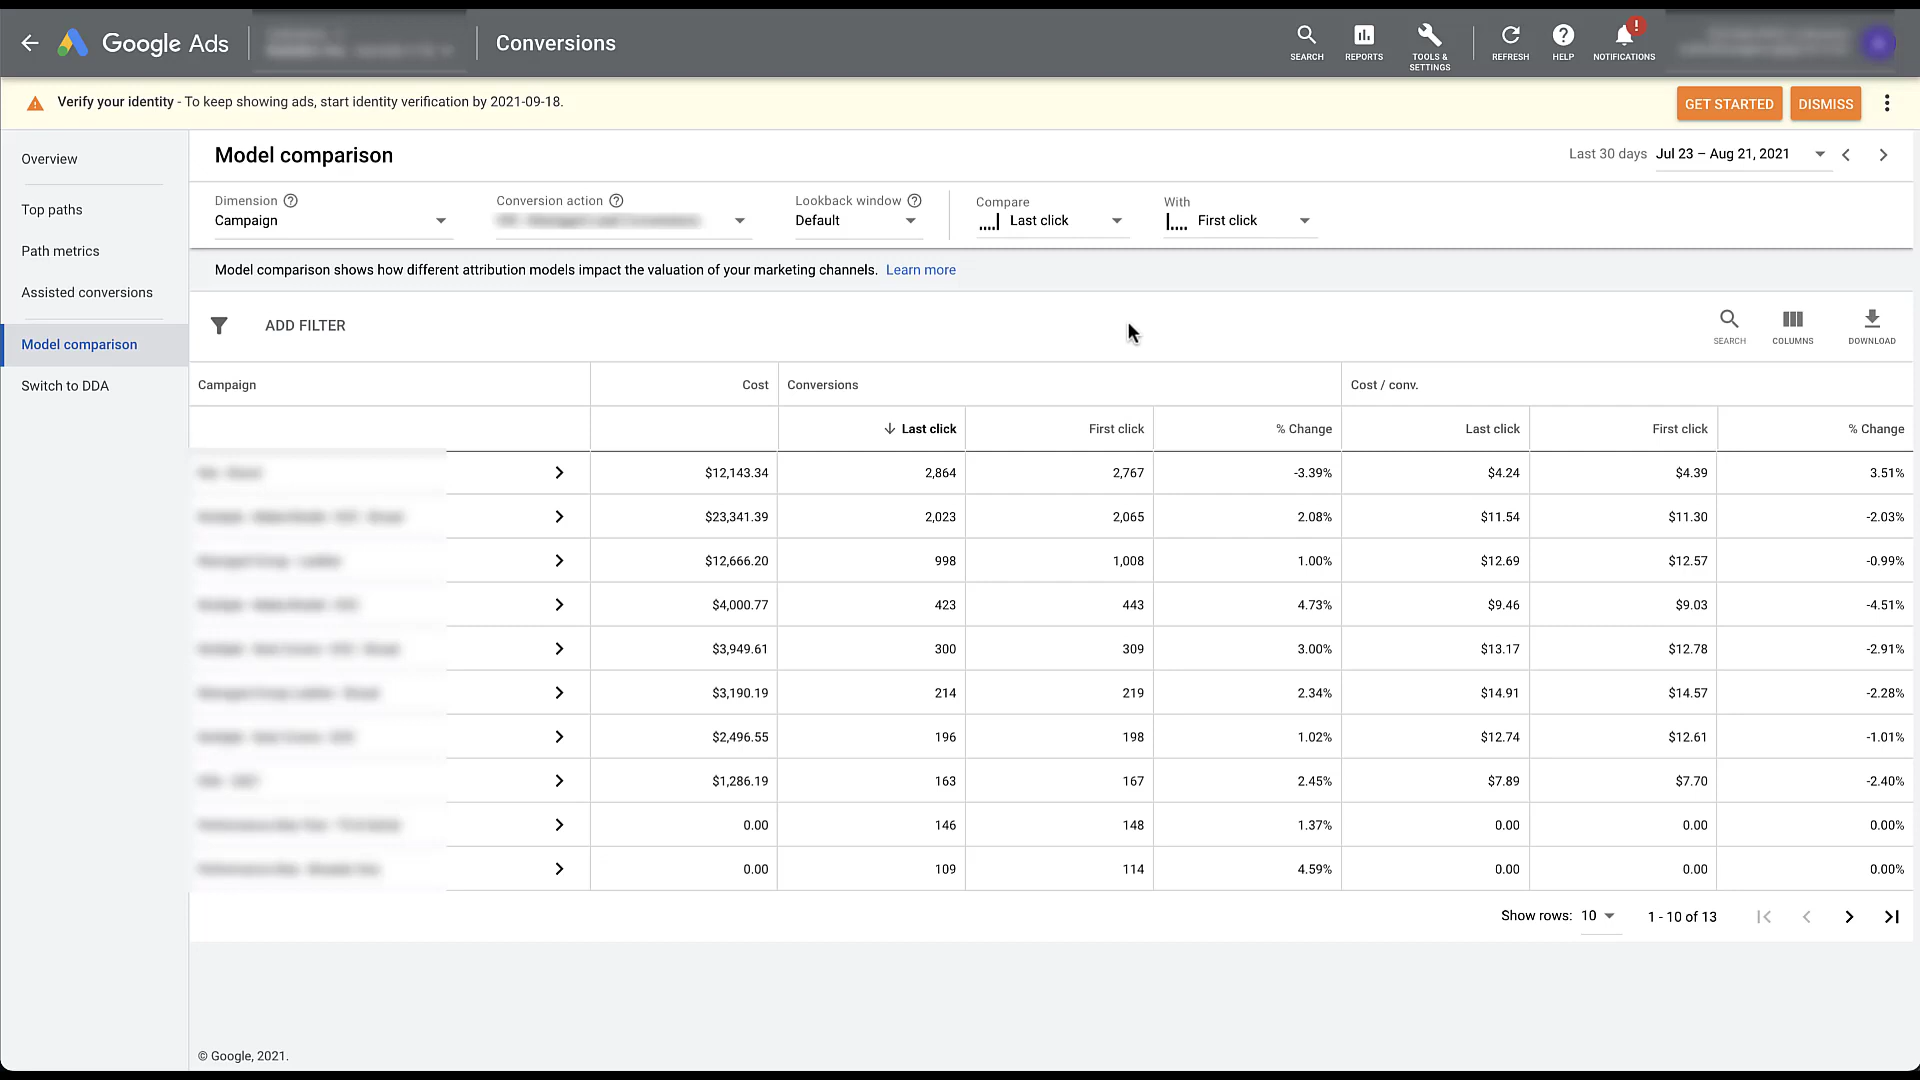 Google Ads
Conversions
SEARCH
REPORTS
TOOLS &
SETTINGS
REFRESH
HELP
!
NOTIFICATIONS
Verify your identity - To keep showing ads, start identity verification by 2021-09-18.
GET STARTED
DISMISS
Overview
Top paths
Path metrics
Assisted conversions
Model comparison
Switch to DDA
Model comparison
Last 30 days Jul 23 – Aug 21, 2021
Dimension
Campaign
Conversion action
Lookback window
Default
Compare
Last click
With
First click
Model comparison shows how different attribution models impact the valuation of your marketing channels. Learn more
ADD FILTER
SEARCH
COLUMNS
DOWNLOAD
Campaign Cost Conversions Cost / conv.
Last click First click % Change Last click First click % Change
$12,143.34 2,864 2,767 -3.39% $4.24 $4.39 3.51%
$23,341.39 2,023 2,065 2.08% $11.54 $11.30 -2.03%
$12,666.20 998 1,008 1.00% $12.69 $12.57 -0.99%
$4,000.77 423 443 4.73% $9.46 $9.03 -4.51%
$3,949.61 300 309 3.00% $13.17 $12.78 -2.91%
$3,190.19 214 219 2.34% $14.91 $14.57 -2.28%
$2,496.55 196 198 1.02% $12.74 $12.61 -1.01%
$1,286.19 163 167 2.45% $7.89 $7.70 -2.40%
0.00 146 148 1.37% 0.00 0.00 0.00%
0.00 109 114 4.59% 0.00 0.00 0.00%
Show rows: 10 1 - 10 of 13
© Google, 2021.